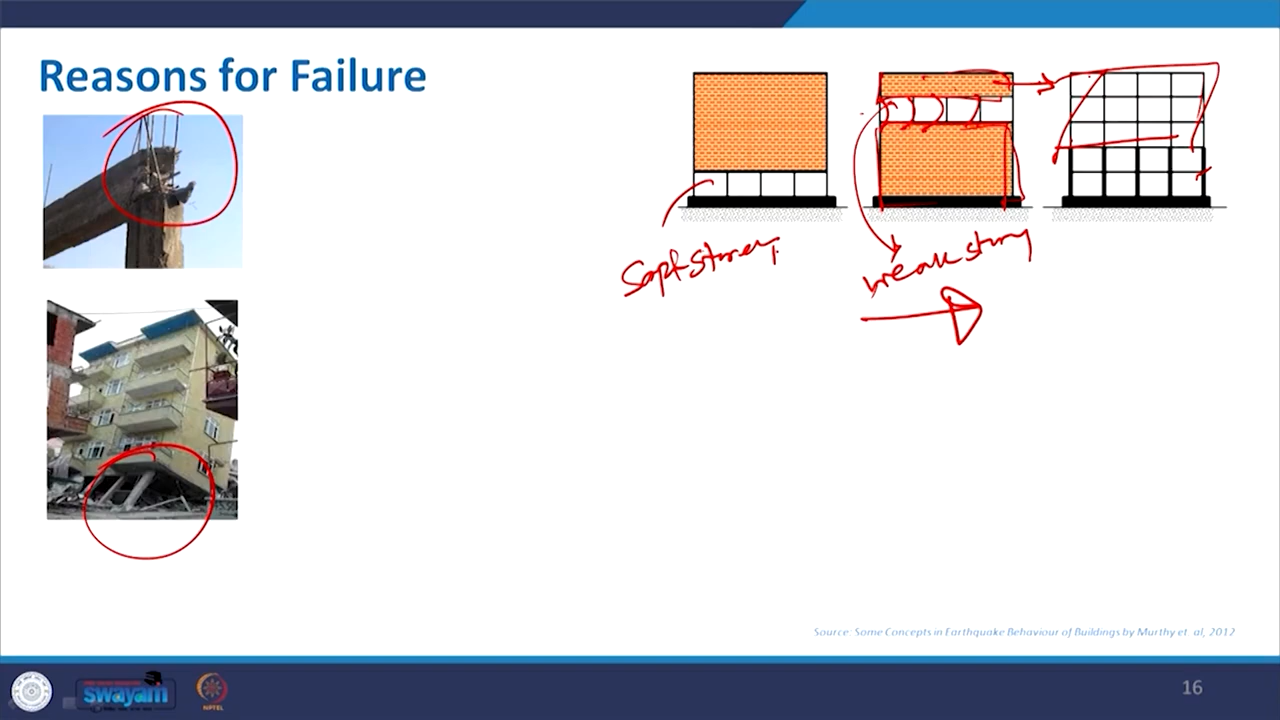 Reasons for Failure
Soft storey
weak story
Source: Some Concepts in Earthquake Behaviour of Buildings by Murthy et al, 2012
swayam
NPTEL
16